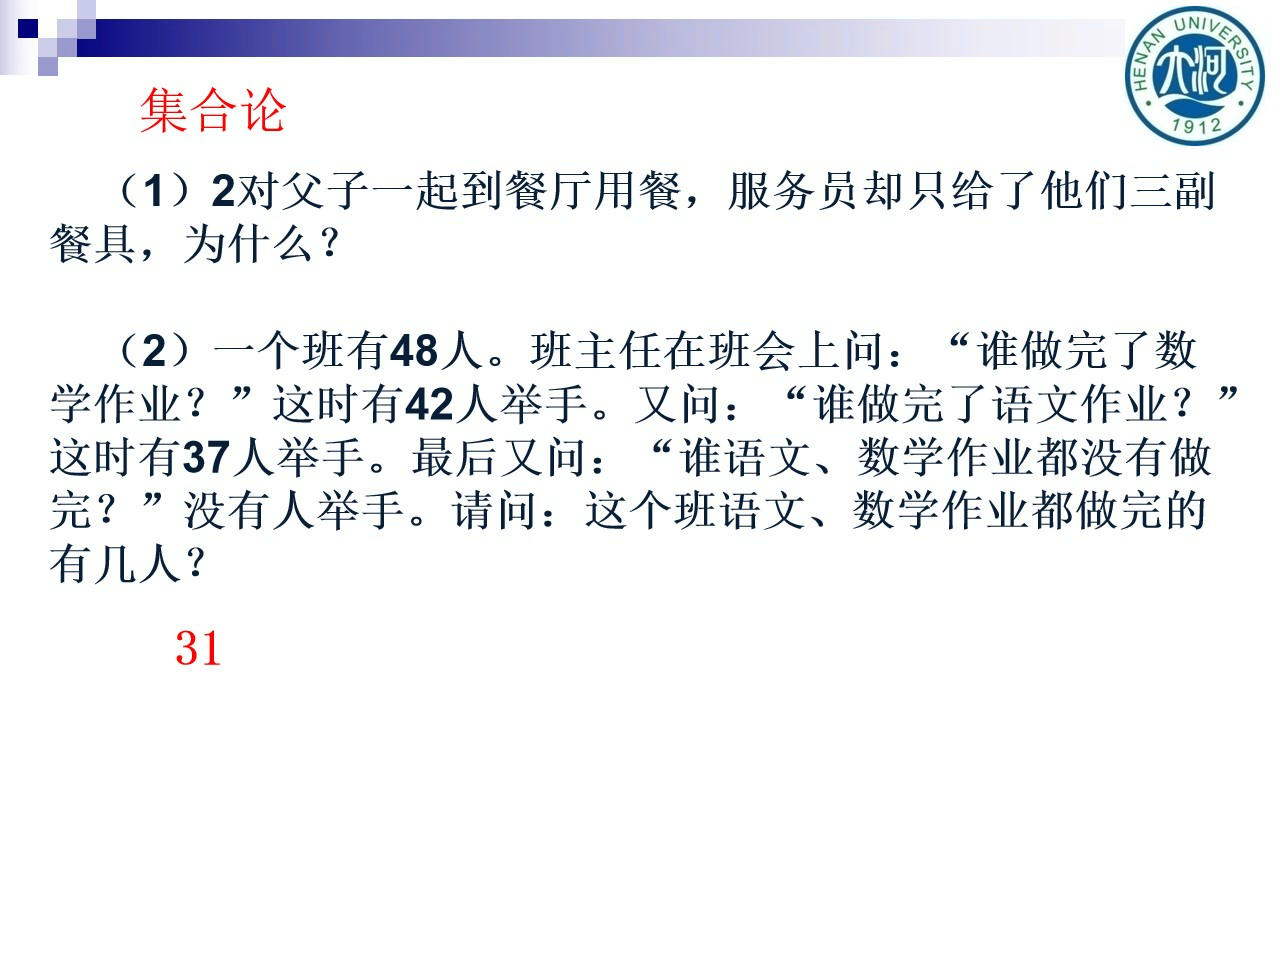 HENAN UNIVERSITY
1912
集合论
（1）2对父子一起到餐厅用餐，服务员却只给了他们三副
餐具，为什么？
（2）一个班有48人。班主任在班会上问：“谁做完了数
学作业？”这时有42人举手。又问：“谁做完了语文作业？”
这时有37人举手。最后又问：“谁语文、数学作业都没有做
完？”没有人举手。请问：这个班语文、数学作业都做完的
有几人？
31